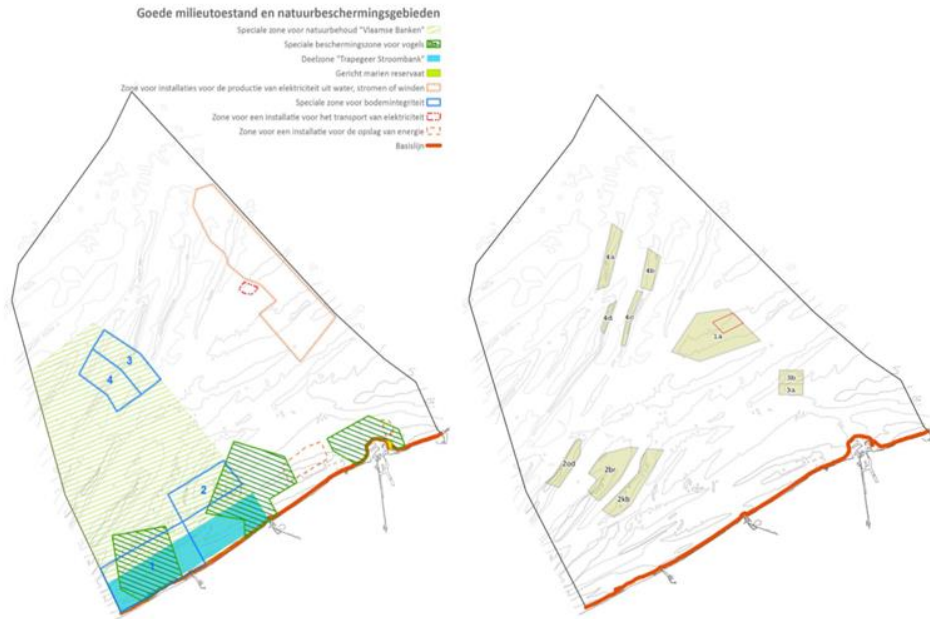 Goede milieutoestand en natuurbeschermingsgebieden
Speciale zone voor natuurbehoud "Vlaamse Banken"
Speciale beschermingszone voor vogels
Deelzone "Trapegeer Stroombank"
Gericht marien reservaat
Zone voor installaties voor de productie van elektriciteit uit water, stromen of winden
Speciale zone voor bodemintegriteit
Zone voor een installatie voor het transport van elektriciteit
Zone voor een installatie voor de opslag van energie
Basislijn
3
4
2
1
4a
4b
4d
4c
1a
3b
3a
2od
2br
2kb